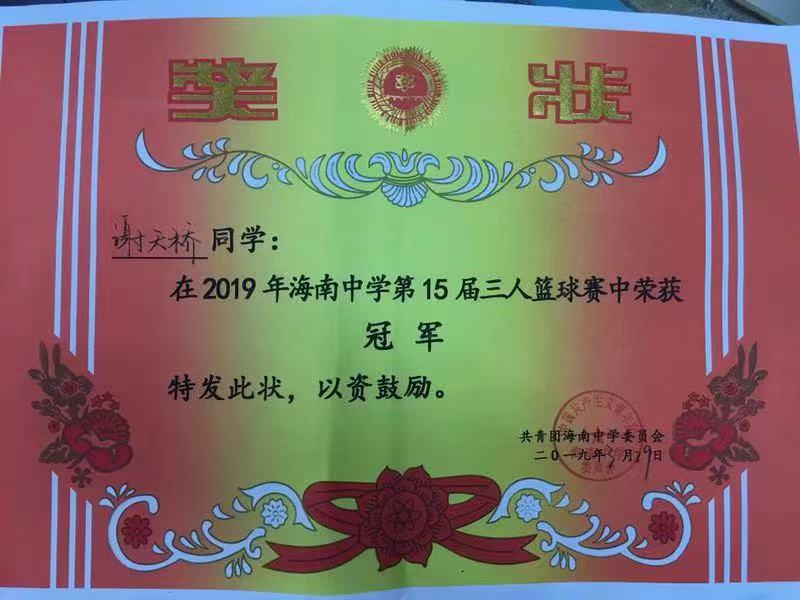 奖状
谢天桥同学：
在2019年海南中学第15届三人篮球赛中荣获
冠军
特发此状，以资鼓励。
共青团海南中学委员会
二〇一九年3月29日